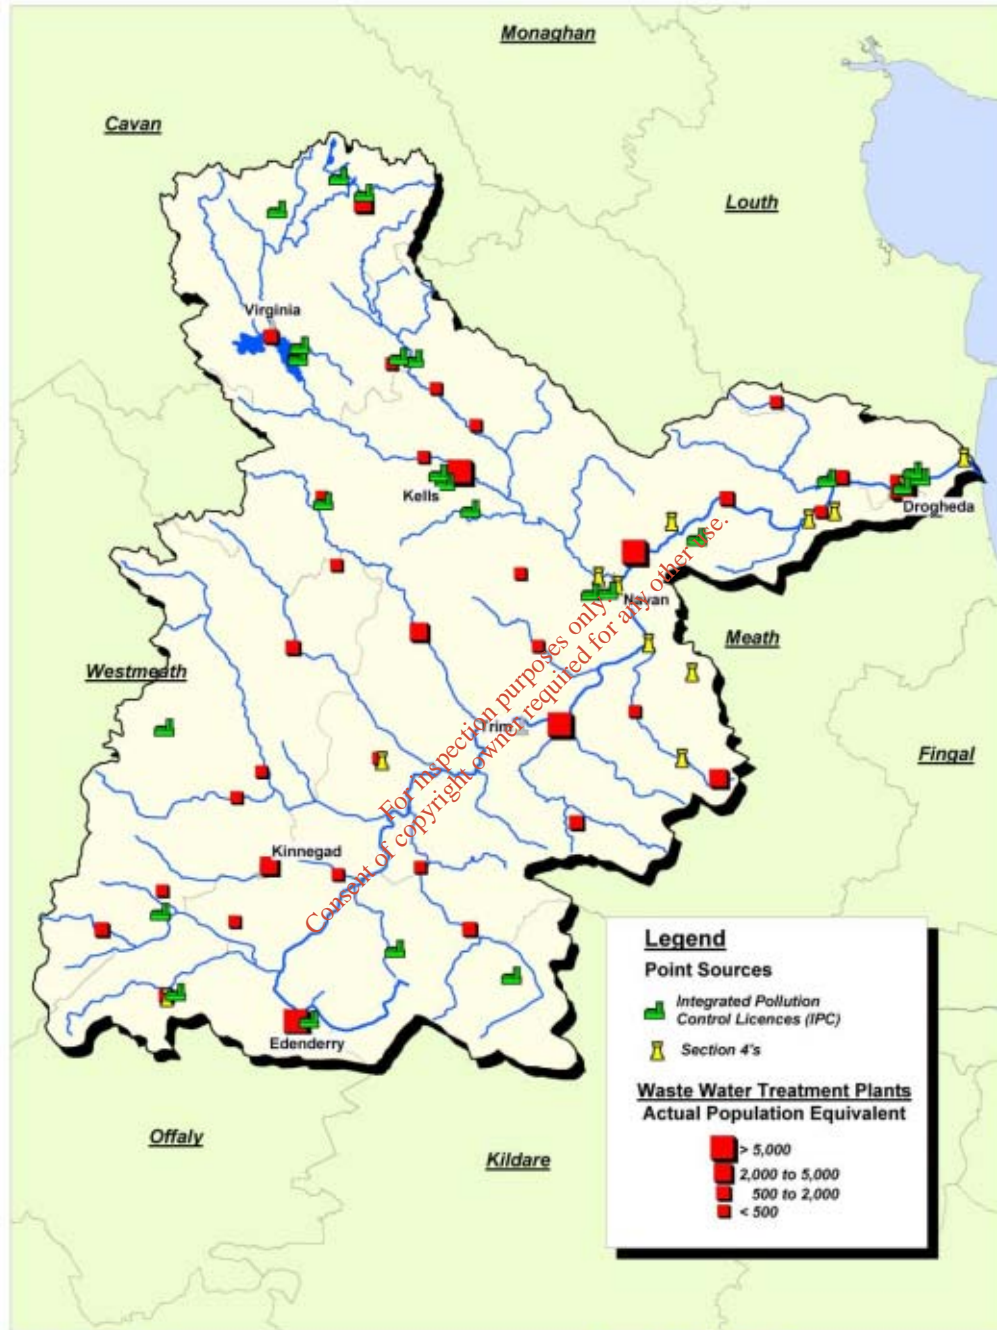 Monaghan
Cavan
Louth
Virginia
Kells
Drogheda
Navan
Meath
Westmeath
Trim
Fingal
Kinnegad
Edenderry
Offaly
Kildare
For inspection purposes only.
Consent of copyright owner required for any other use.
Legend
Point Sources
Integrated Pollution
Control Licences (IPC)
Section 4's
Waste Water Treatment Plants
Actual Population Equivalent
> 5,000
2,000 to 5,000
500 to 2,000
< 500